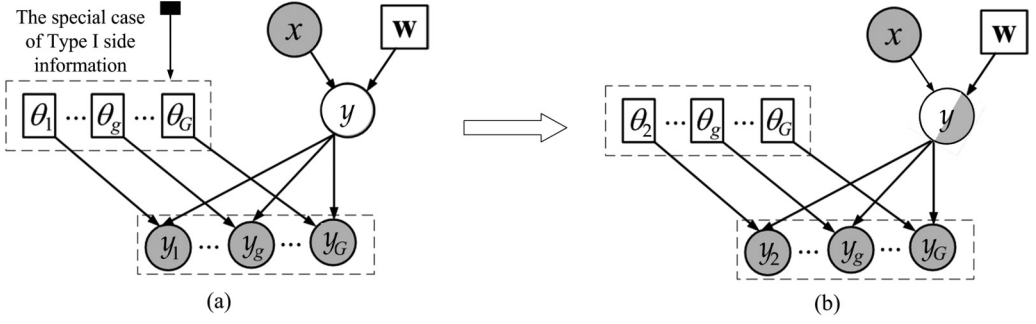 The special case
of Type I side
information
x w
y
θ1 ... θg ... θG
y1 ... yg ... yG
(a)
x w
y
θ2 ... θg ... θG
y2 ... yg ... yG
(b)